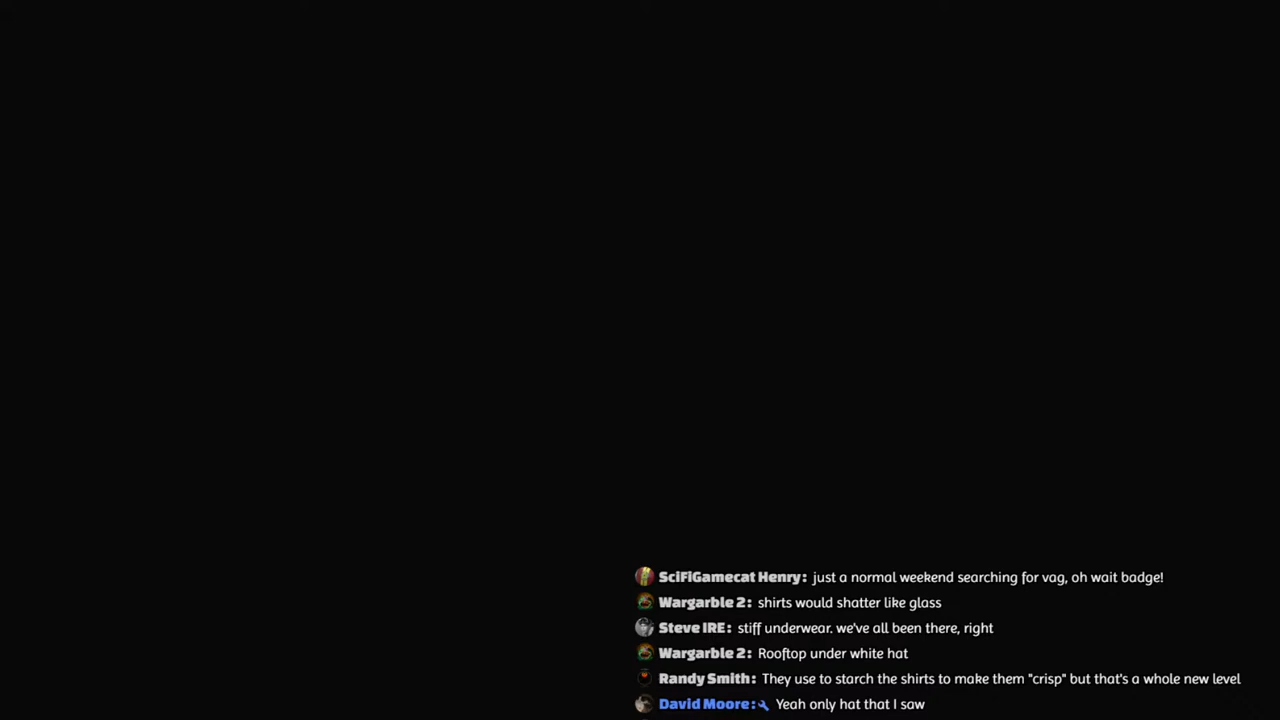 SciFiGamecat Henry: just a normal weekend searching for vag, oh wait badge!
Wargarble 2: shirts would shatter like glass
Steve IRE: stiff underwear. we've all been there, right
Wargarble 2: Rooftop under white hat
Randy Smith: They use to starch the shirts to make them "crisp" but that's a whole new level
David Moore: Yeah only hat that I saw